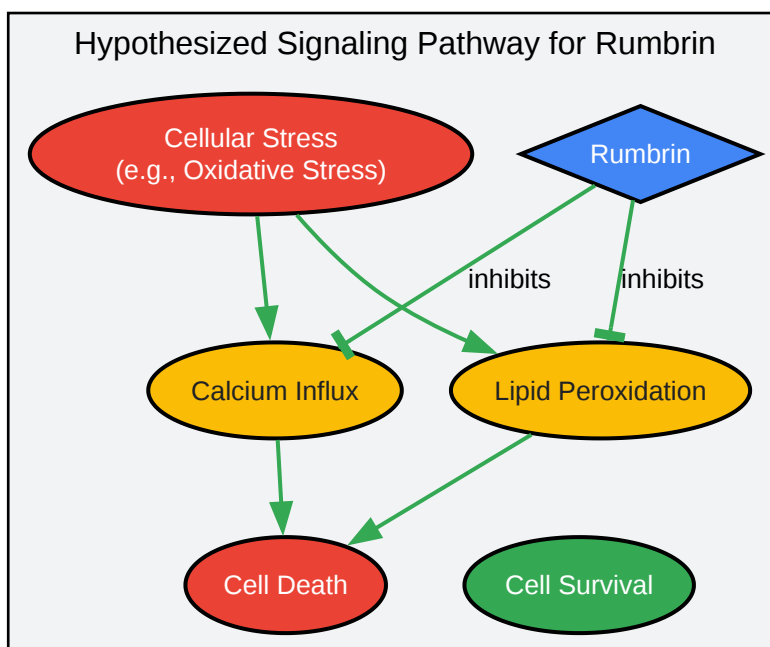 Hypothesized Signaling Pathway for Rumbrin
Cellular Stress
(e.g., Oxidative Stress)
Rumbrin
inhibits
inhibits
Calcium Influx
Lipid Peroxidation
Cell Death
Cell Survival